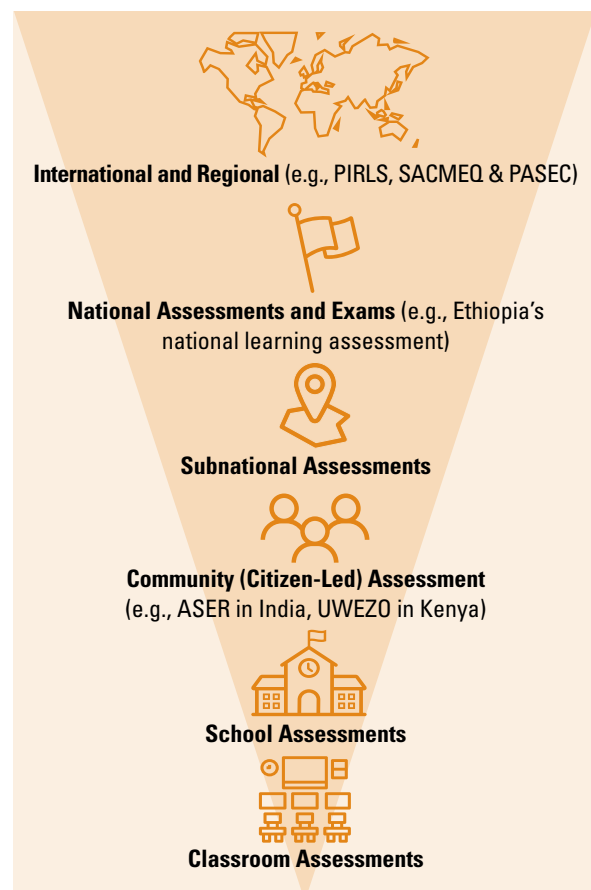 International and Regional (e.g., PIRLS, SACMEQ & PASEC)
National Assessments and Exams (e.g., Ethiopia's
national learning assessment)
Subnational Assessments
Community (Citizen-Led) Assessment
(e.g., ASER in India, UWEZO in Kenya)
School Assessments
Classroom Assessments